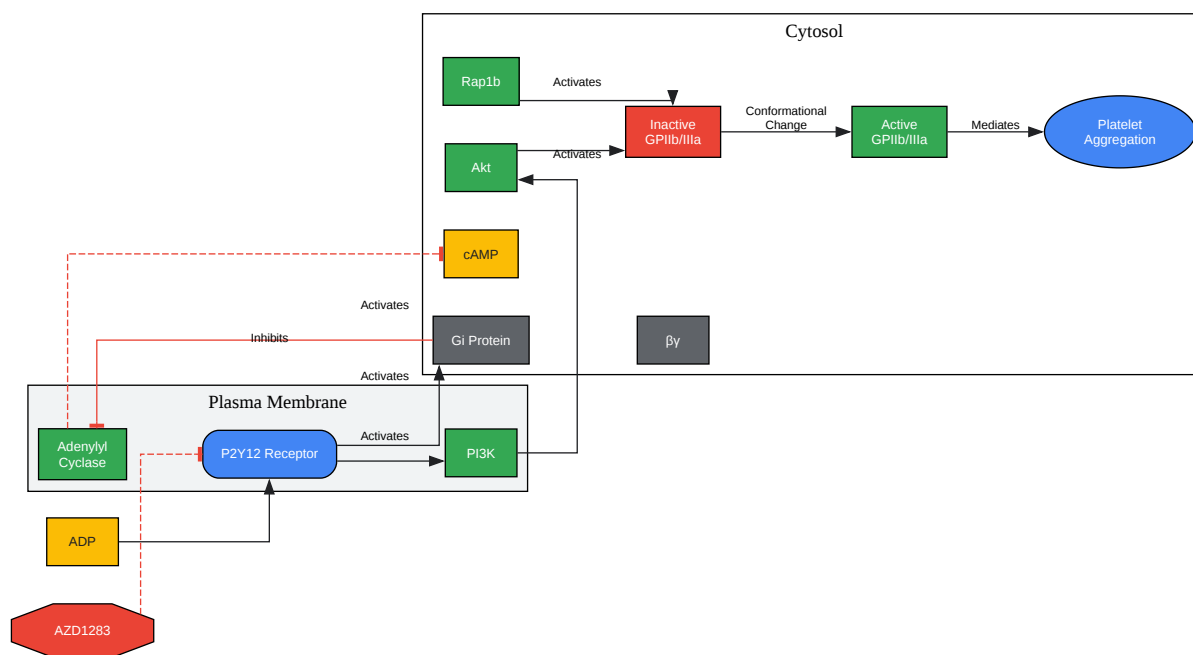 Cytosol
Rap1b
Activates
Inactive
GPIIb/IIIa
Conformational
Change
Active
GPIIb/IIIa
Mediates
Platelet
Aggregation
Akt
Activates
cAMP
Activates
Gi Protein
βγ
Inhibits
Activates
Plasma Membrane
Adenylyl
Cyclase
P2Y12 Receptor
Activates
PI3K
ADP
AZD1283